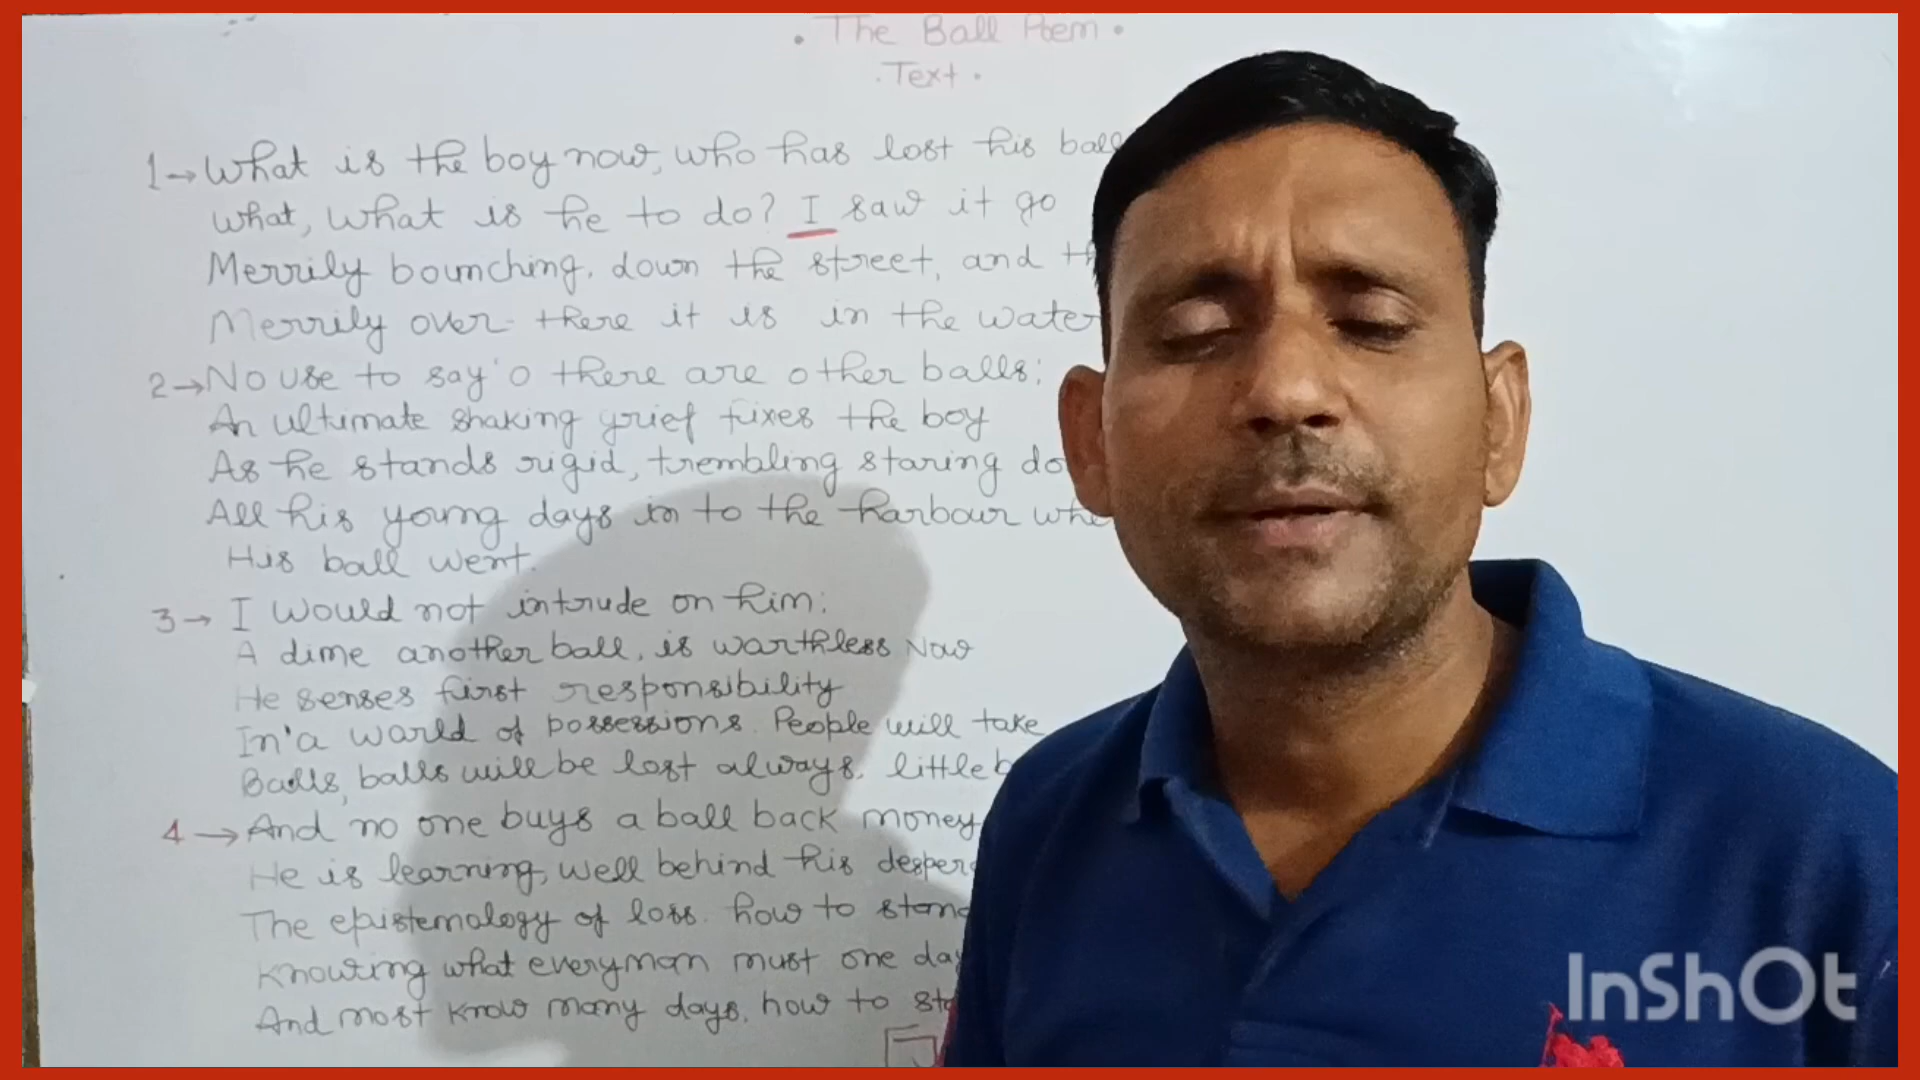 The Ball Poem
Text
1→ What is the boy now, who has lost his ball
what, what is he to do? I saw it go
Merrily bounching, down the street, and
Merrily over- there it is in the water
2→ No use to say 'o there are other balls;
An ultimate shaking grief fixes the boy
As he stands rigid, trembling staring
All his young days in to the harbour
His ball went.
3→ I would not intrude on him;
A dime another ball, is warthless Now
He senses first responsibility
In'a world of possessions. People will take
Balls, balls will be lost always, little
4→ And no one buys a ball back money
He is learning, well behind his
The epistemology of loss. how to
Knowing what everyman must one day
And most know many days, how to
InShOt